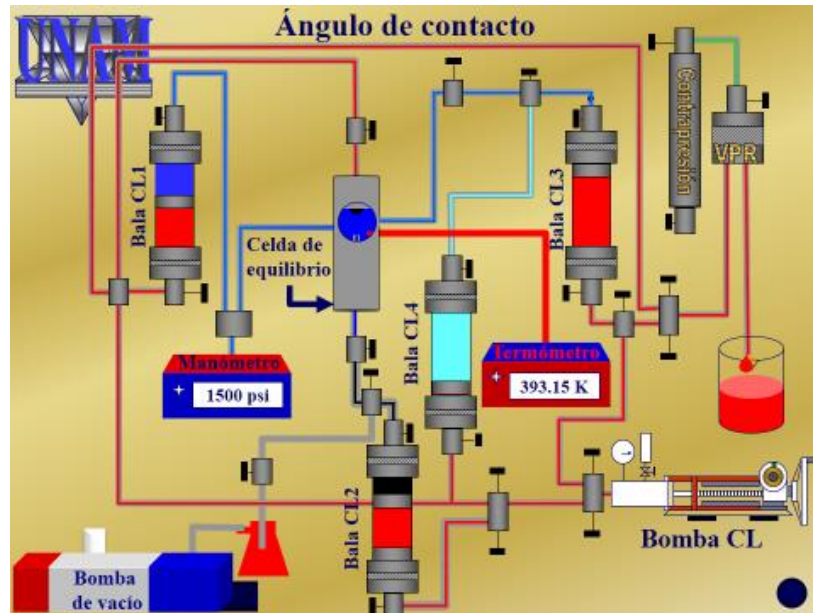 UNAM
Ángulo de contacto
Bala CL1
Celda de
equilibrio
Bala CL3
Contrapresión
VPR
Bala CL4
Manómetro
1500 psi
Termómetro
393.15 K
Bala CL2
Bomba CL
Bomba
de vacío